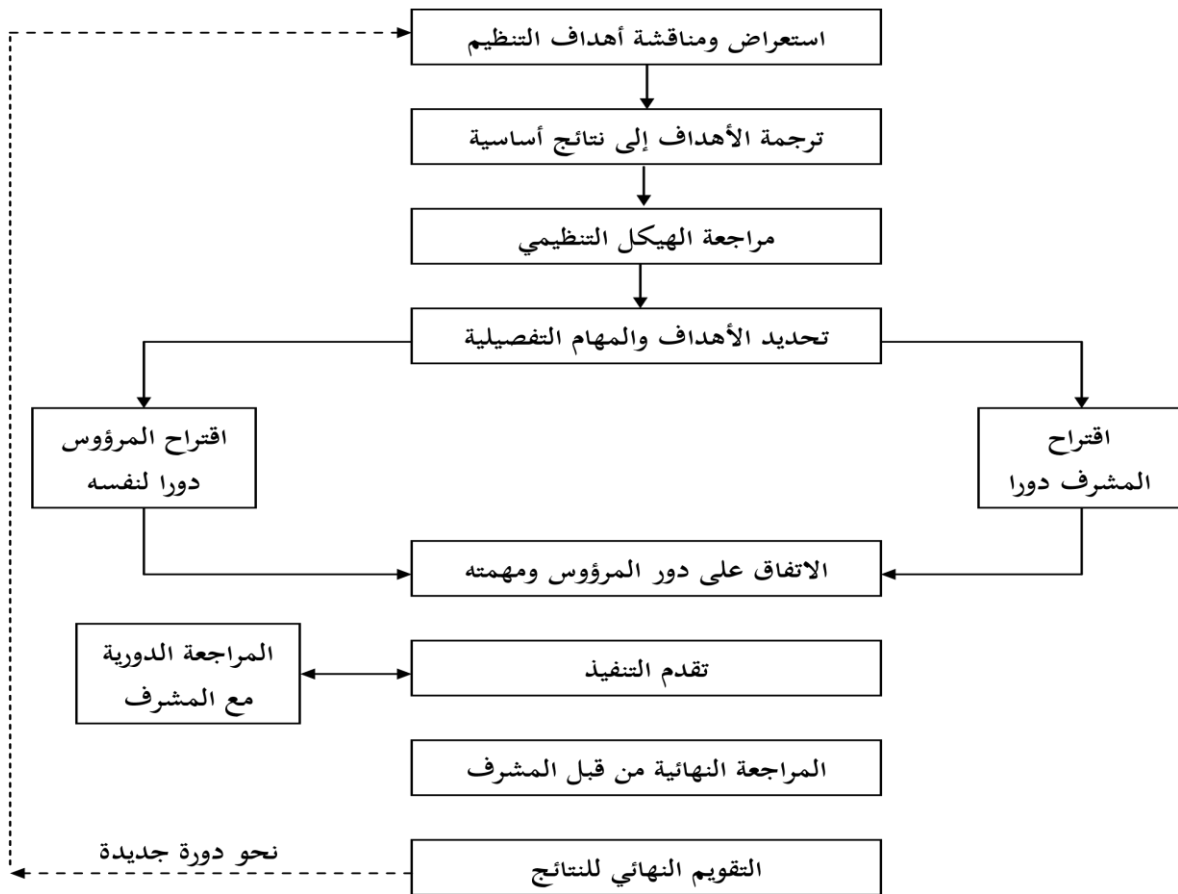 استعراض ومناقشة أهداف التنظيم
ترجمة الأهداف إلى نتائج أساسية
مراجعة الهيكل التنظيمي
تحديد الأهداف والمهام التفصيلية
اقتراح
المشرف دورا
اقتراح المرؤوس
دورا لنفسه
الاتفاق على دور المرؤوس ومهمته
تقدم التنفيذ
المراجعة الدورية
مع المشرف
المراجعة النهائية من قبل المشرف
التقويم النهائي للنتائج
نحو دورة جديدة